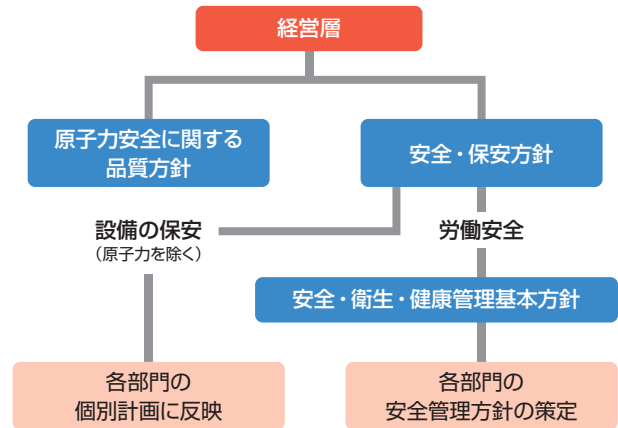 経営層
原子力安全に関する
品質方針
安全・保安方針
設備の保安
(原子力を除く)
労働安全
安全・衛生・健康管理基本方針
各部門の
個別計画に反映
各部門の
安全管理方針の策定